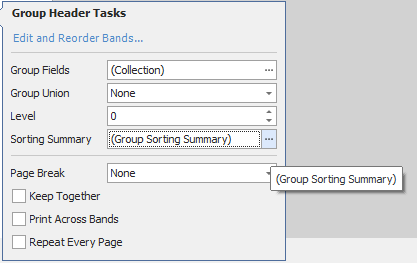 Group Header Tasks
Edit and Reorder Bands...
Group Fields (Collection) ...
Group Union None
Level 0
Sorting Summary (Group Sorting Summary) ...
Page Break None
(Group Sorting Summary)
Keep Together
Print Across Bands
Repeat Every Page